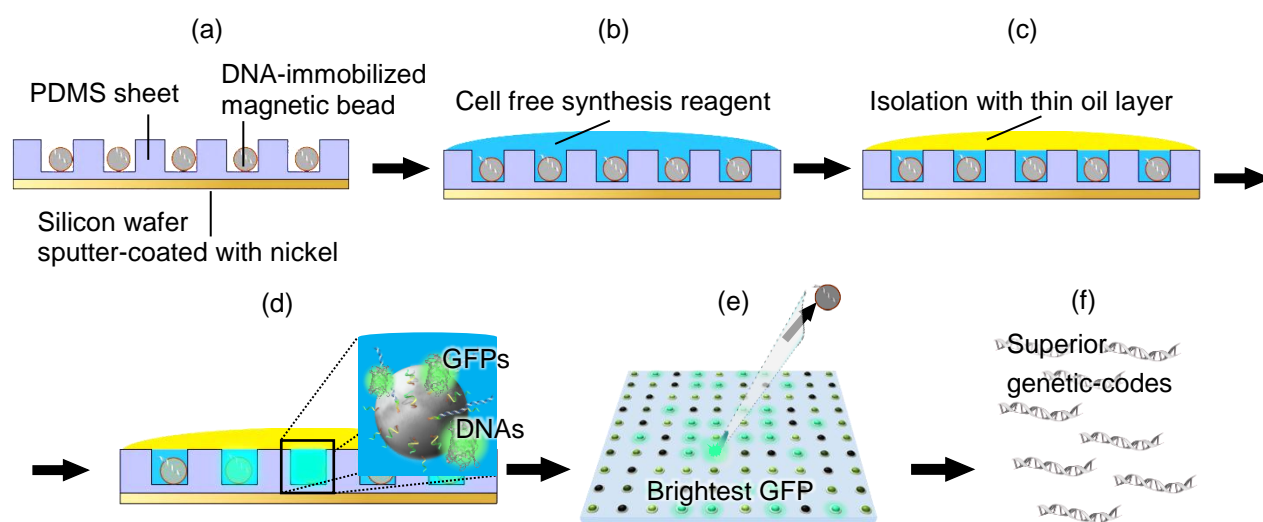 (a)
(b)
(c)
DNA-immobilized
magnetic bead
PDMS sheet
Cell free synthesis reagent
Isolation with thin oil layer
Silicon wafer
sputter-coated with nickel
(d)
(e)
(f)
GFPs
DNAs
Brightest GFP
Superior
genetic-codes